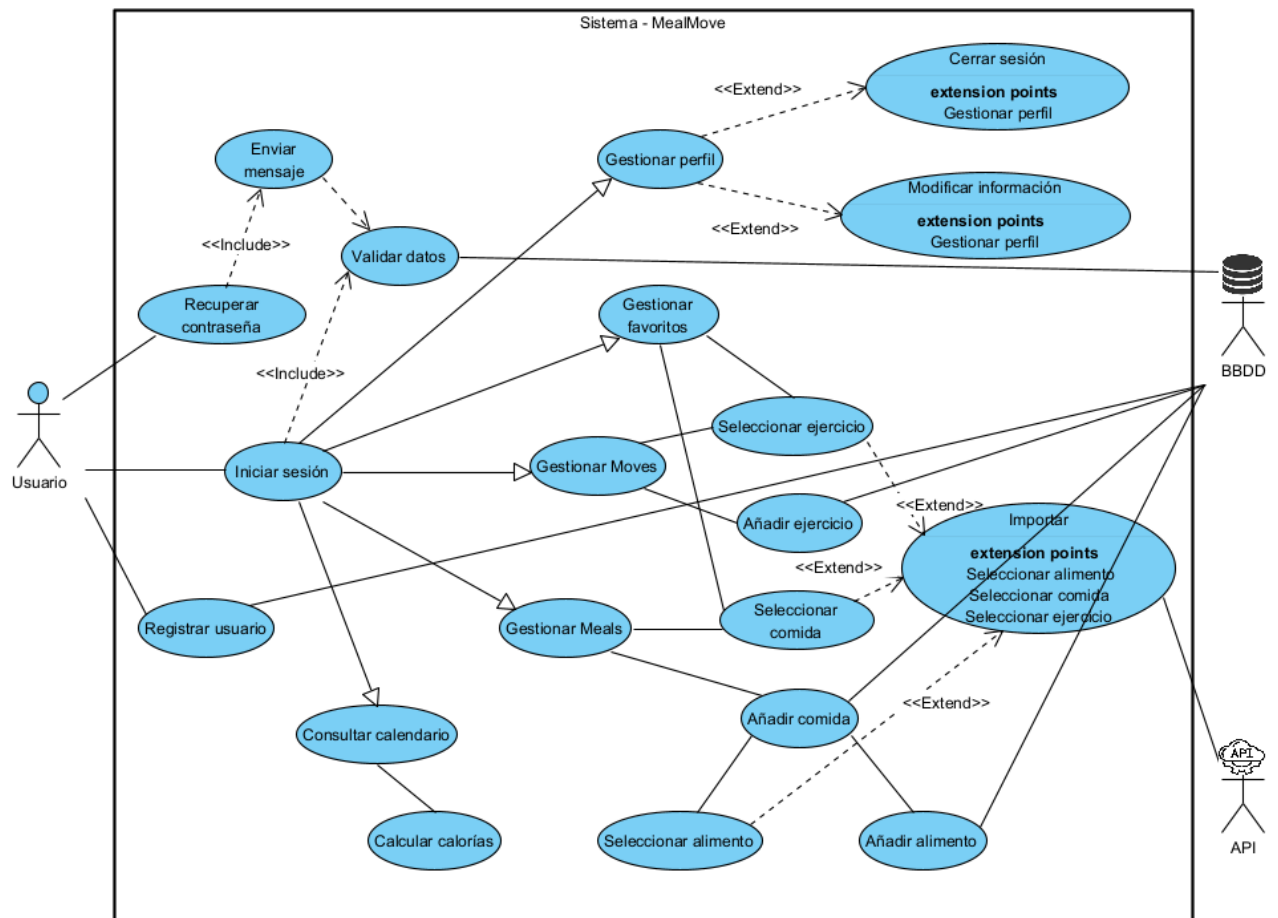 Sistema - MealMove
Cerrar sesión
extension points
Gestionar perfil
<<Extend>>
Enviar
mensaje
Gestionar perfil
Modificar información
extension points
Gestionar perfil
<<Extend>>
<<Include>>
Validar datos
Recuperar
contraseña
Gestionar
favoritos
BBDD
<<Include>>
Usuario
Iniciar sesión
Seleccionar ejercicio
Gestionar Moves
Añadir ejercicio
<<Extend>>
Importar
extension points
Seleccionar alimento
Seleccionar comida
Seleccionar ejercicio
<<Extend>>
Registrar usuario
Gestionar Meals
Seleccionar
comida
Añadir comida
<<Extend>>
Consultar calendario
API
Calcular calorías
Seleccionar alimento
Añadir alimento
API